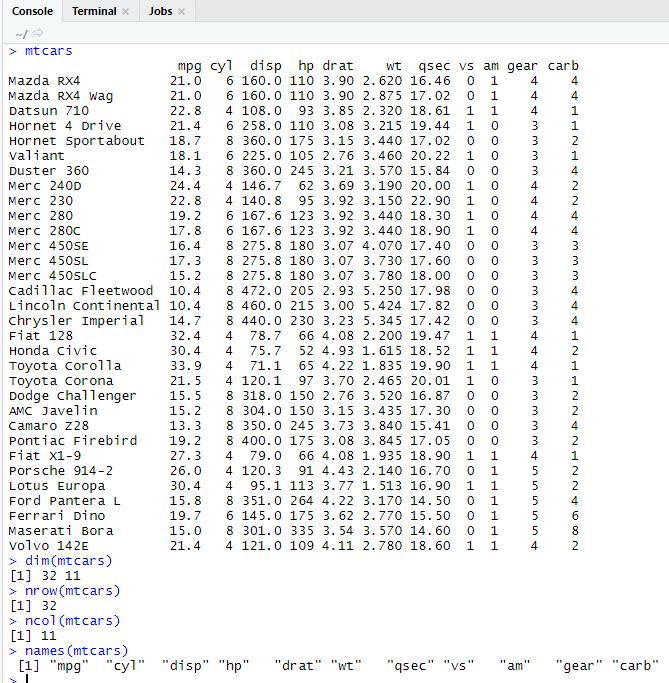 Console Terminal × Jobs ×
~/
> mtcars
                     mpg cyl  disp  hp drat    wt  qsec vs am gear carb
Mazda RX4           21.0   6 160.0 110 3.90 2.620 16.46  0  1    4    4
Mazda RX4 Wag       21.0   6 160.0 110 3.90 2.875 17.02  0  1    4    4
Datsun 710          22.8   4 108.0  93 3.85 2.320 18.61  1  1    4    1
Hornet 4 Drive      21.4   6 258.0 110 3.08 3.215 19.44  1  0    3    1
Hornet Sportabout   18.7   8 360.0 175 3.15 3.440 17.02  0  0    3    2
Valiant             18.1   6 225.0 105 2.76 3.460 20.22  1  0    3    1
Duster 360          14.3   8 360.0 245 3.21 3.570 15.84  0  0    3    4
Merc 240D           24.4   4 146.7  62 3.69 3.190 20.00  1  0    4    2
Merc 230            22.8   4 140.8  95 3.92 3.150 22.90  1  0    4    2
Merc 280            19.2   6 167.6 123 3.92 3.440 18.30  1  0    4    4
Merc 280C           17.8   6 167.6 123 3.92 3.440 18.90  1  0    4    4
Merc 450SE          16.4   8 275.8 180 3.07 4.070 17.40  0  0    3    3
Merc 450SL          17.3   8 275.8 180 3.07 3.730 17.60  0  0    3    3
Merc 450SLC         15.2   8 275.8 180 3.07 3.780 18.00  0  0    3    3
Cadillac Fleetwood  10.4   8 472.0 205 2.93 5.250 17.98  0  0    3    4
Lincoln Continental 10.4   8 460.0 215 3.00 5.424 17.82  0  0    3    4
Chrysler Imperial   14.7   8 440.0 230 3.23 5.345 17.42  0  0    3    4
Fiat 128            32.4   4  78.7  66 4.08 2.200 19.47  1  1    4    1
Honda Civic         30.4   4  75.7  52 4.93 1.615 18.52  1  1    4    2
Toyota Corolla      33.9   4  71.1  65 4.22 1.835 19.90  1  1    4    1
Toyota Corona       21.5   4 120.1  97 3.70 2.465 20.01  1  0    3    1
Dodge Challenger    15.5   8 318.0 150 2.76 3.520 16.87  0  0    3    2
AMC Javelin         15.2   8 304.0 150 3.15 3.435 17.30  0  0    3    2
Camaro Z28          13.3   8 350.0 245 3.73 3.840 15.41  0  0    3    4
Pontiac Firebird    19.2   8 400.0 175 3.08 3.845 17.05  0  0    3    2
Fiat X1-9           27.3   4  79.0  66 4.08 1.935 18.90  1  1    4    1
Porsche 914-2       26.0   4 120.3  91 4.43 2.140 16.70  0  1    5    2
Lotus Europa        30.4   4  95.1 113 3.77 1.513 16.90  1  1    5    2
Ford Pantera L      15.8   8 351.0 264 4.22 3.170 14.50  0  1    5    4
Ferrari Dino        19.7   6 145.0 175 3.62 2.770 15.50  0  1    5    6
Maserati Bora       15.0   8 301.0 335 3.54 3.570 14.60  0  1    5    8
Volvo 142E          21.4   4 121.0 109 4.11 2.780 18.60  1  1    4    2
> dim(mtcars)
[1] 32 11
> nrow(mtcars)
[1] 32
> ncol(mtcars)
[1] 11
> names(mtcars)
 [1] "mpg"  "cyl"  "disp" "hp"   "drat" "wt"   "qsec" "vs"   "am"   "gear" "carb"
>